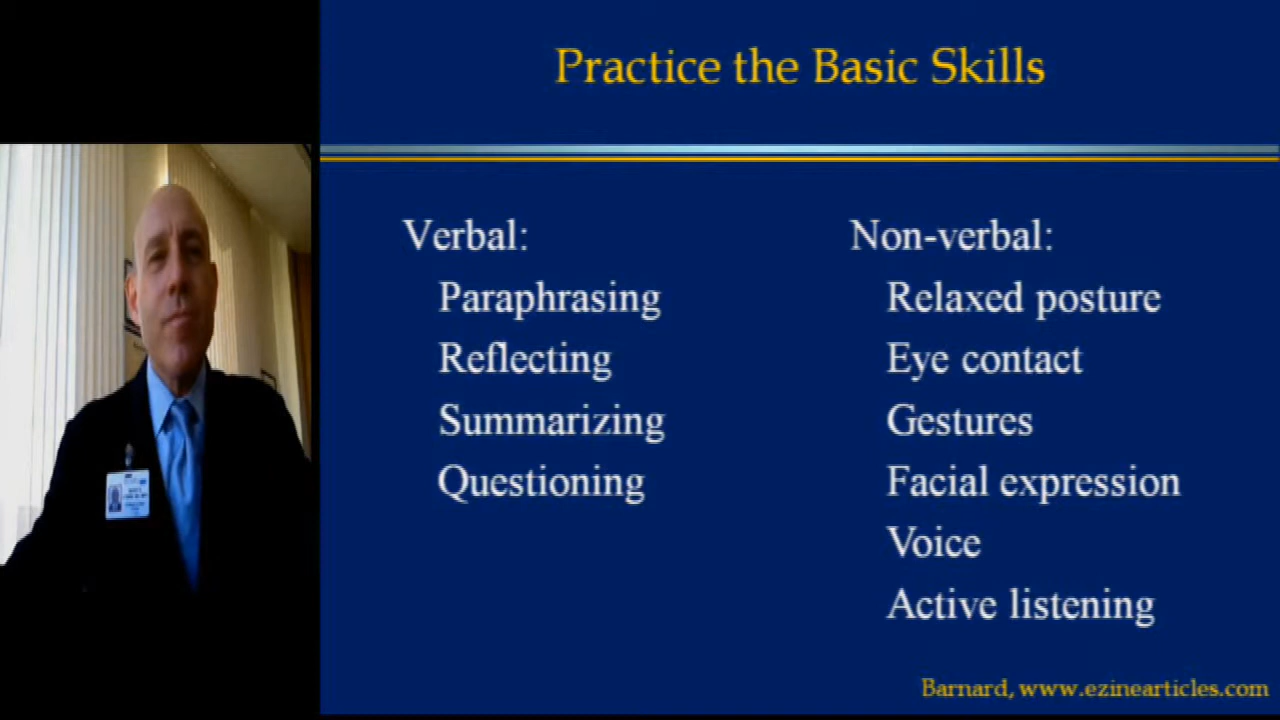 Practice the Basic Skills
Verbal:
Paraphrasing
Reflecting
Summarizing
Questioning
Non-verbal:
Relaxed posture
Eye contact
Gestures
Facial expression
Voice
Active listening
Barnard, www.ezinearticles.com